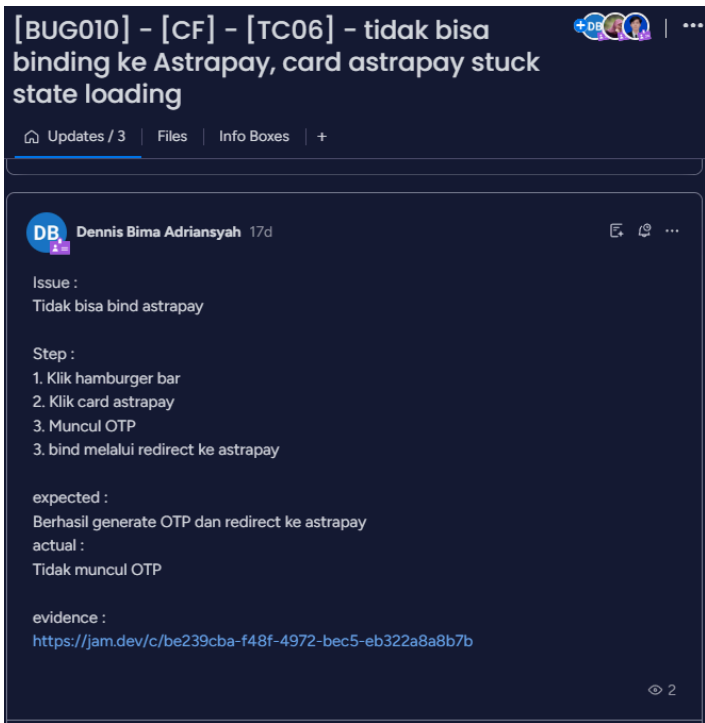 [BUG010] - [CF] - [TC06] - tidak bisa
binding ke Astrapay, card astrapay stuck
state loading
+DB
Updates / 3
Files
Info Boxes
+
DB
Dennis Bima Adriansyah 17d
Issue :
Tidak bisa bind astrapay
Step :
1. Klik hamburger bar
2. Klik card astrapay
3. Muncul OTP
3. bind melalui redirect ke astrapay
expected :
Berhasil generate OTP dan redirect ke astrapay
actual :
Tidak muncul OTP
evidence :
https://jam.dev/c/be239cba-f48f-4972-bec5-eb322a8a8b7b
2